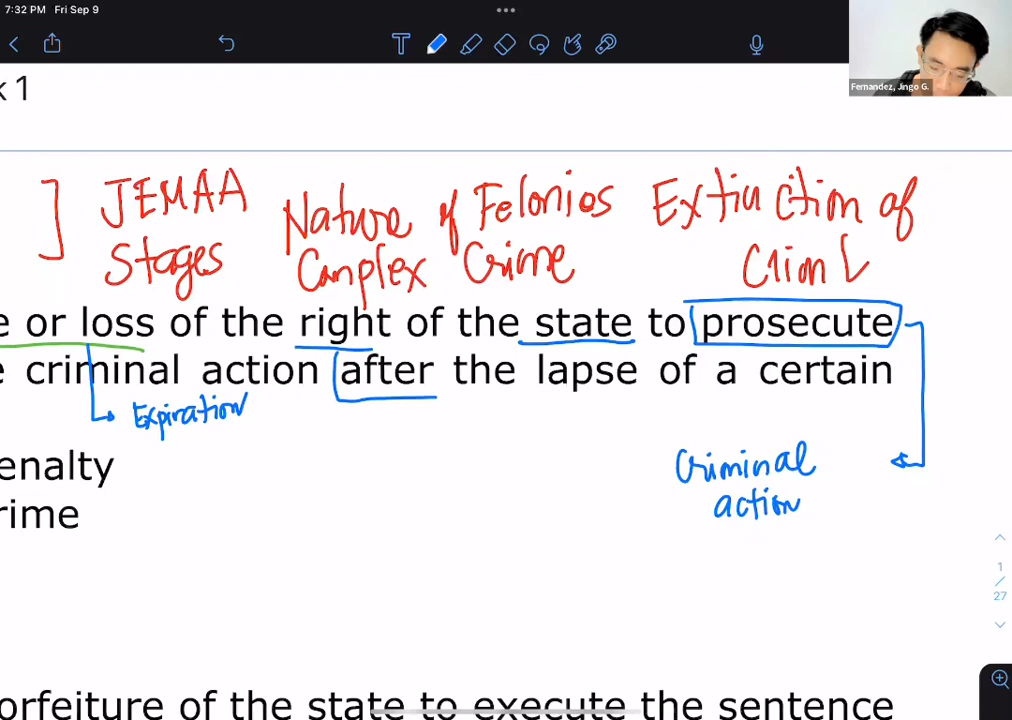 7:32 PM Fri Sep 9
Fernandez, Jingo G.
k 1
JEMAA Nature of Felonies Extinction of
Stages Complex Crime Crim L
e or loss of the right of the state to prosecute
e criminal action after the lapse of a certain
Expiration
enalty
Criminal
rime
action
1
/
27
orfeiture of the state to execute the sentence